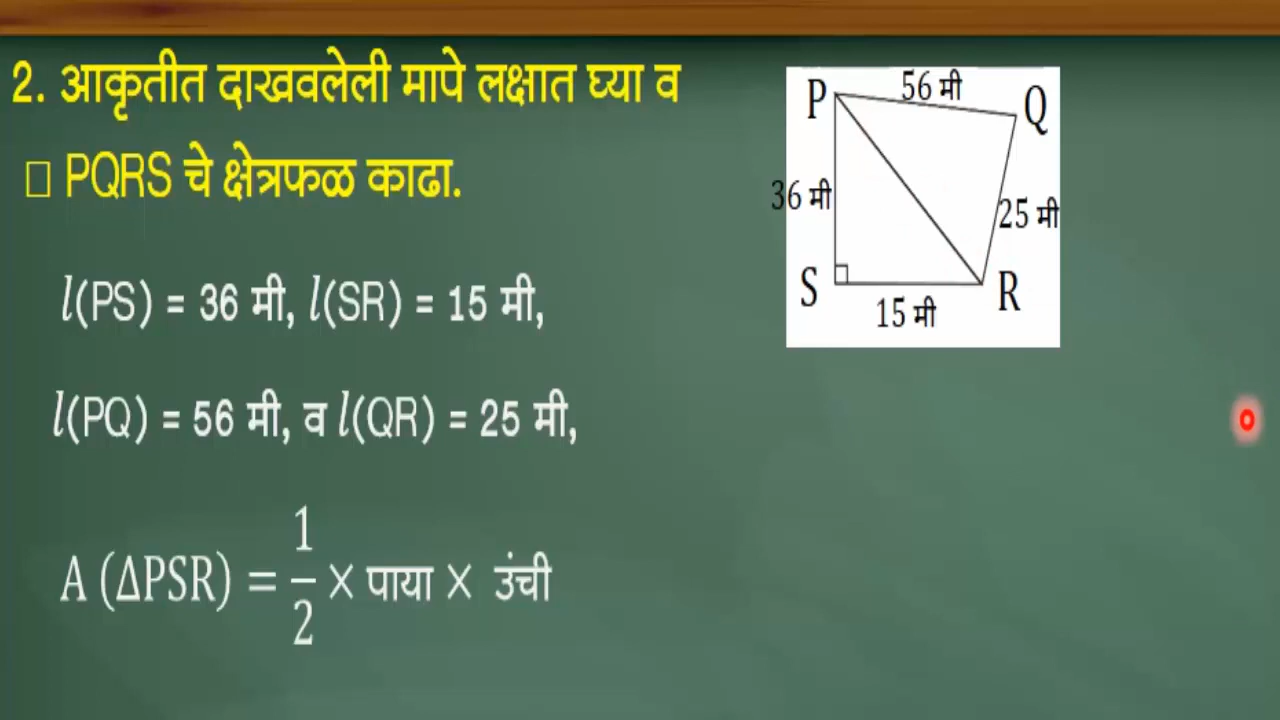 2. आकृतीत दाखवलेली मापे लक्षात घ्या व
□ PQRS चे क्षेत्रफळ काढा.
l(PS) = 36 मी, l(SR) = 15 मी,
l(PQ) = 56 मी, व l(QR) = 25 मी,
A (ΔPSR) = 1/2 × पाया × उंची
P
56 मी
Q
36 मी
25 मी
S
R
15 मी